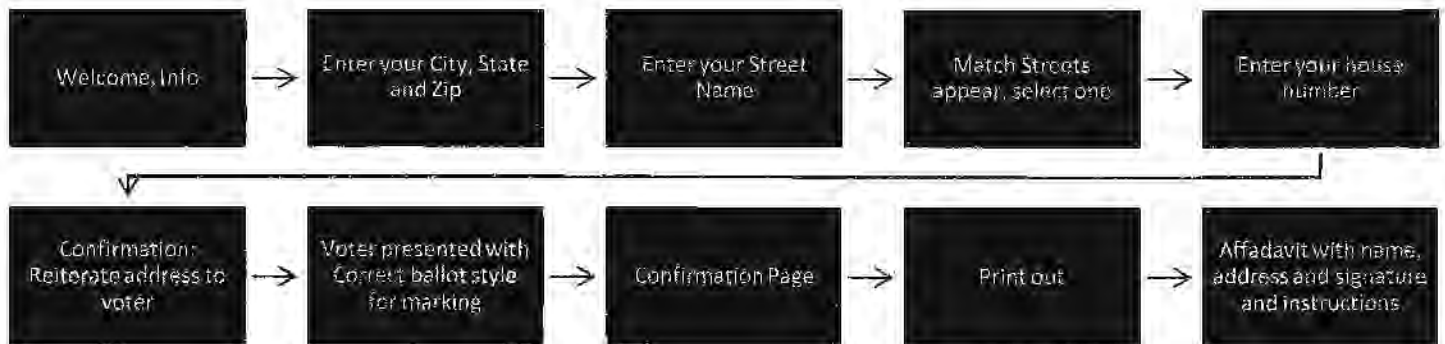 Welcome, Info
Enter your City, State
and Zip
Enter your Street
Name
Match Streets
appear, select one
Enter your house
number
Confirmation:
Reiterate address to
voter
Voter presented with
Correct ballot style
for marking
Confirmation Page
Print out
Affadavit with name,
address and signature
and instructions